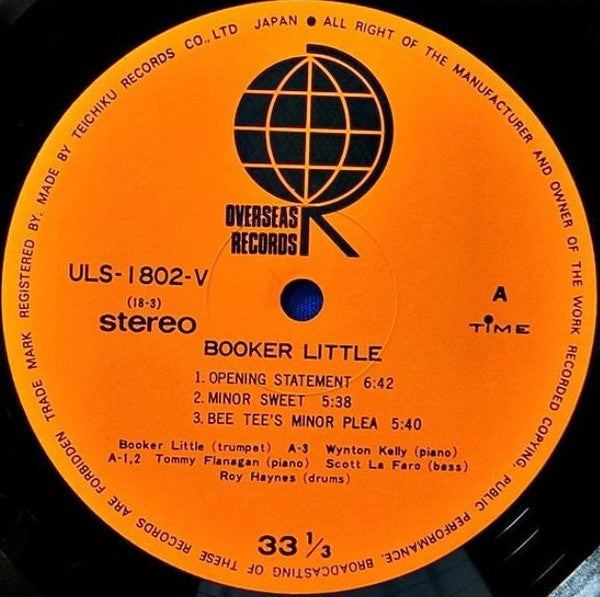 TRADE MARK REGISTERED BY. MADE BY TEICHIKU RECORDS CO., LTD JAPAN ● ALL RIGHT OF THE MANUFACTURER AND OWNER OF THE WORK RECORDED COPYING. PUBLIC PERFORMANCE. BROADCASTING OF THESE RECORDS ARE FORBIDDEN
OVERSEAS
RECORDS
ULS-1802-V
(18-3)
stereo
A
TIME
BOOKER LITTLE
1. OPENING STATEMENT 6:42
2. MINOR SWEET 5:38
3. BEE TEE'S MINOR PLEA 5:40
Booker Little (trumpet) A-3 Wynton Kelly (piano)
A-1,2 Tommy Flanagan (piano) Scott La Faro (bass)
Roy Haynes (drums)
33 1/3